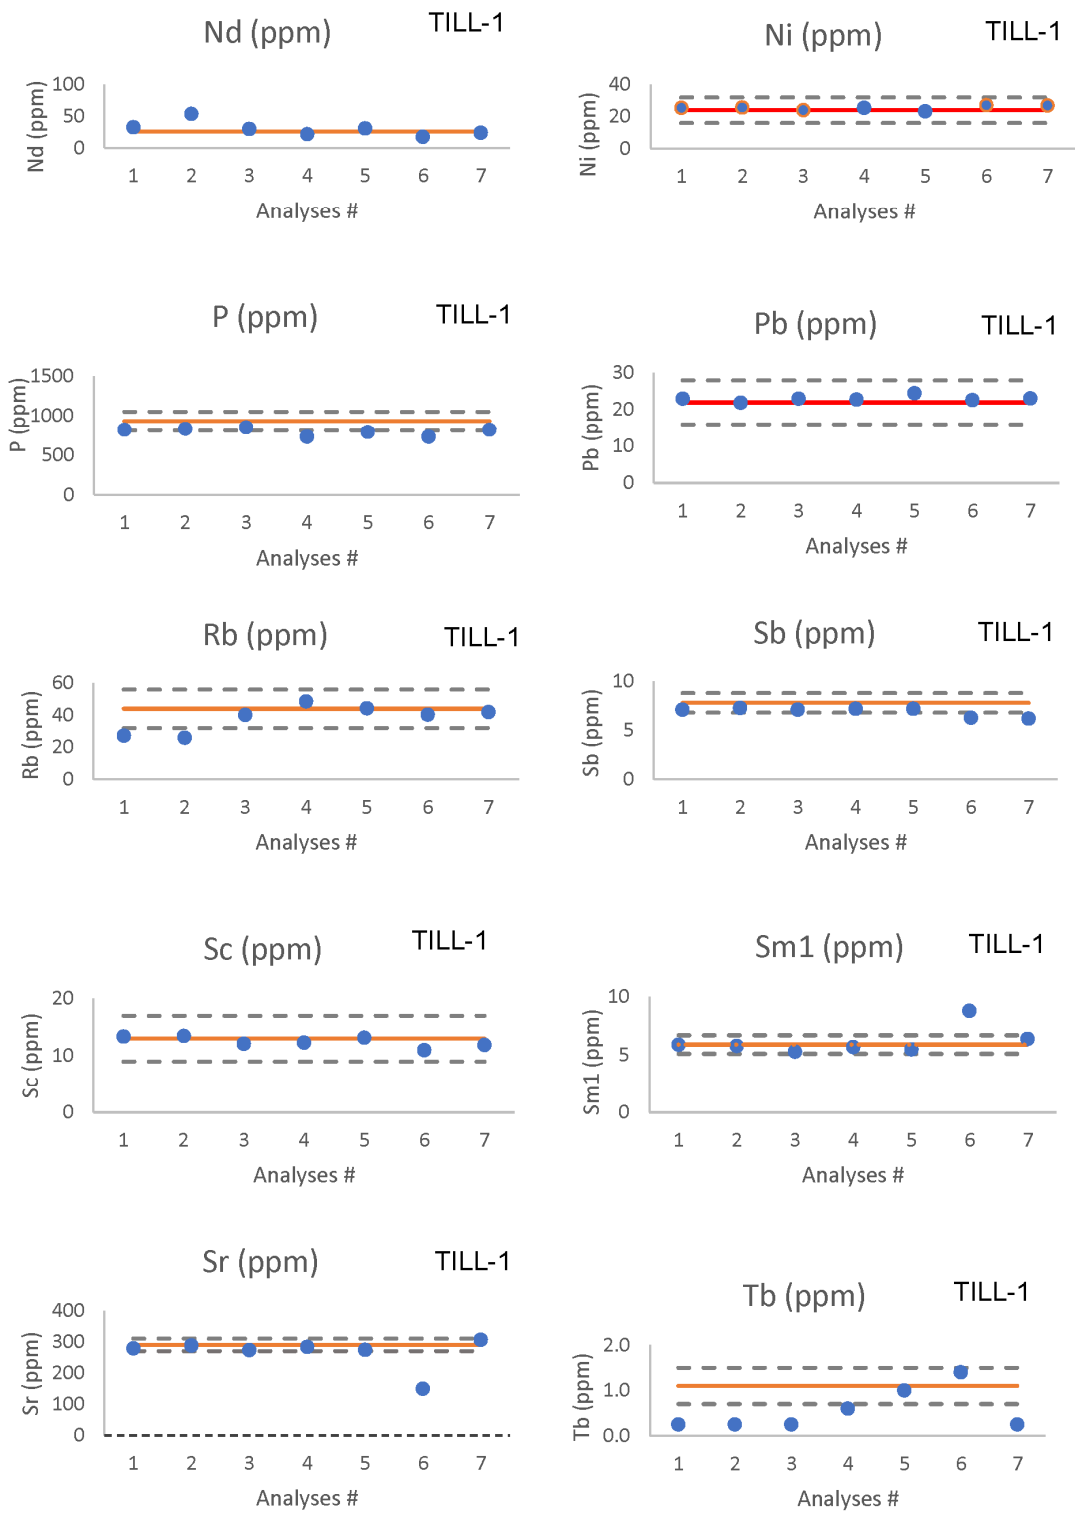 Nd (ppm) TILL-1
Nd (ppm)
100
50
0
1 2 3 4 5 6 7
Analyses #
Ni (ppm) TILL-1
Ni (ppm)
40
20
0
1 2 3 4 5 6 7
Analyses #
P (ppm) TILL-1
P (ppm)
1500
1000
500
0
1 2 3 4 5 6 7
Analyses #
Pb (ppm) TILL-1
Pb (ppm)
30
20
10
0
1 2 3 4 5 6 7
Analyses #
Rb (ppm) TILL-1
Rb (ppm)
60
40
20
0
1 2 3 4 5 6 7
Analyses #
Sb (ppm) TILL-1
Sb (ppm)
10
5
0
1 2 3 4 5 6 7
Analyses #
Sc (ppm) TILL-1
Sc (ppm)
20
10
0
1 2 3 4 5 6 7
Analyses #
Sm1 (ppm) TILL-1
Sm1 (ppm)
10
5
0
1 2 3 4 5 6 7
Analyses #
Sr (ppm) TILL-1
Sr (ppm)
400
300
200
100
0
1 2 3 4 5 6 7
Analyses #
Tb (ppm) TILL-1
Tb (ppm)
2.0
1.0
0.0
1 2 3 4 5 6 7
Analyses #